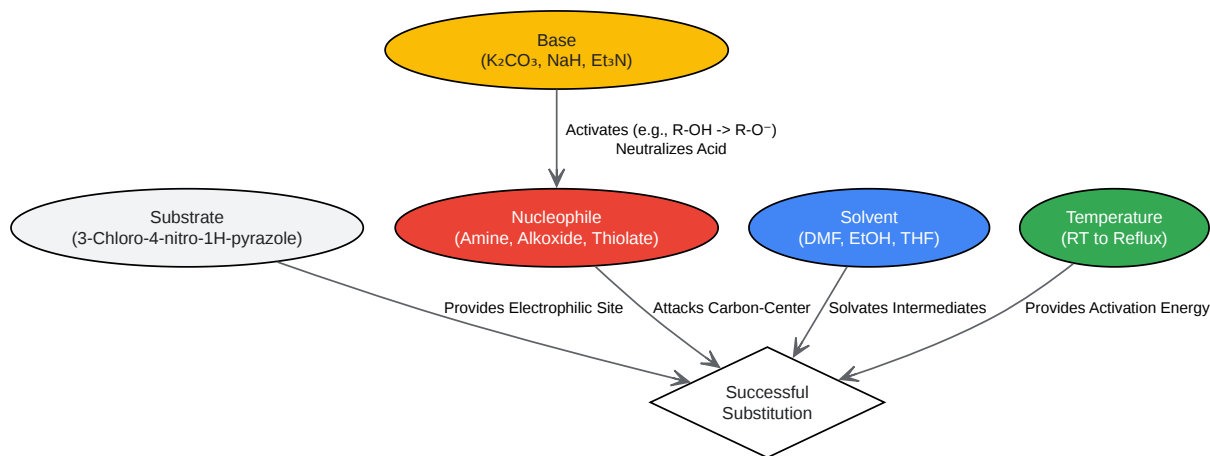 Base
(K₂CO₃, NaH, Et₃N)
Activates (e.g., R-OH -> R-O⁻)
Neutralizes Acid
Substrate
(3-Chloro-4-nitro-1H-pyrazole)
Nucleophile
(Amine, Alkoxide, Thiolate)
Solvent
(DMF, EtOH, THF)
Temperature
(RT to Reflux)
Provides Electrophilic Site
Attacks Carbon-Center
Solvates Intermediates
Provides Activation Energy
Successful
Substitution